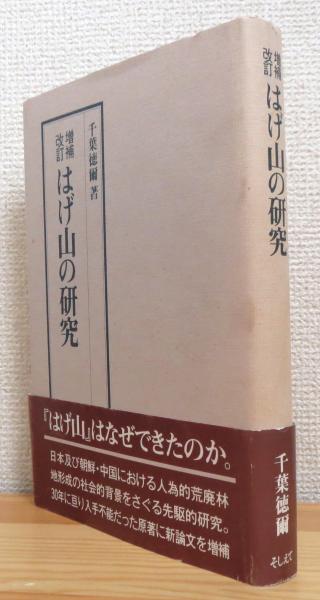 増補
改訂
はげ山の研究
千葉徳爾著
増補
改訂
はげ山の研究
『はげ山』はなぜできたのか。
日本及び朝鮮・中国における人為的荒廃林
地形成の社会的背景をさぐる先駆的研究。
30年に亘り入手不能だった原著に新論文を増補
千葉徳爾
そしえて